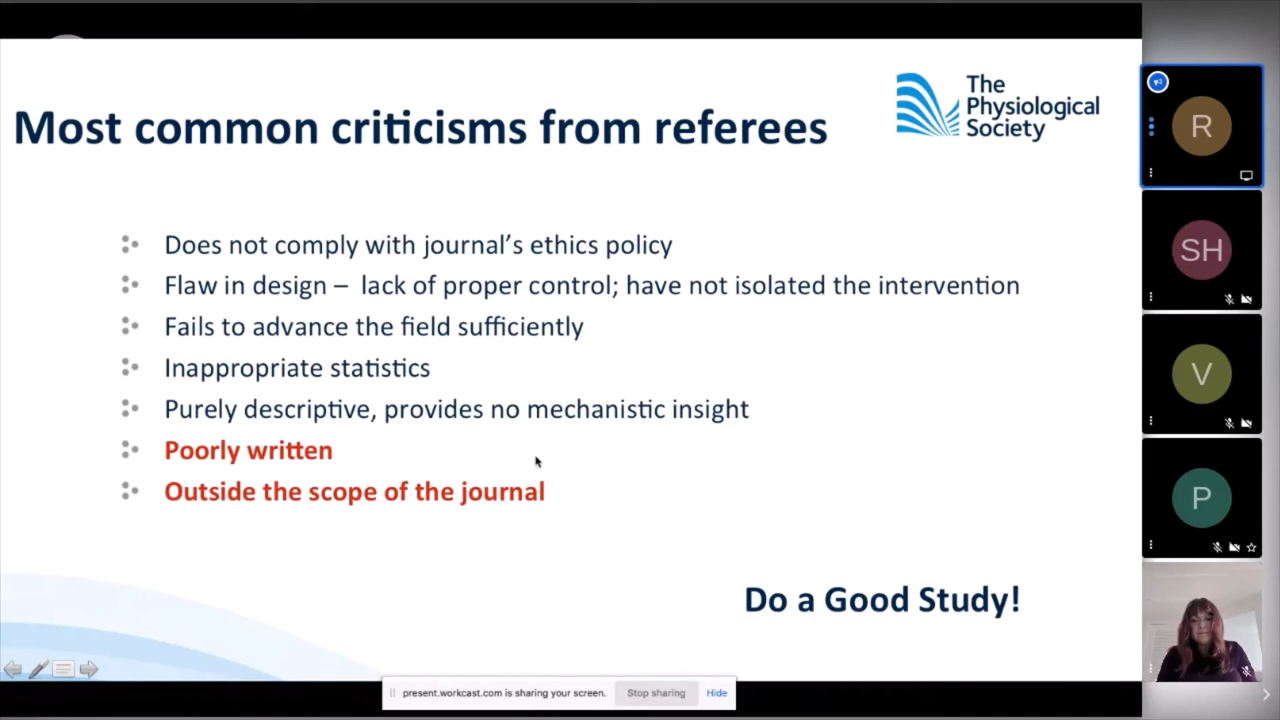 Most common criticisms from referees
The
Physiological
Society
Does not comply with journal’s ethics policy
Flaw in design – lack of proper control; have not isolated the intervention
Fails to advance the field sufficiently
Inappropriate statistics
Purely descriptive, provides no mechanistic insight
Poorly written
Outside the scope of the journal
Do a Good Study!
present.workcast.com is sharing your screen.
Stop sharing
Hide
R
SH
V
P